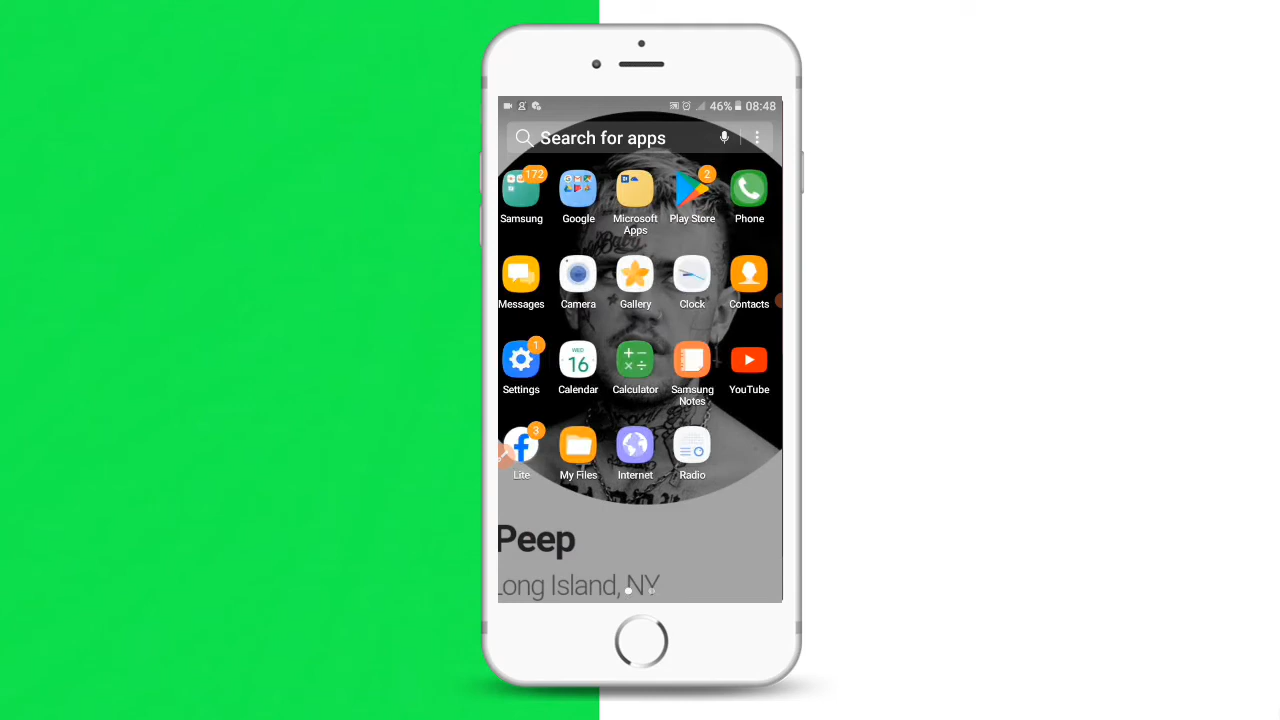 46% 08:48
Search for apps
172
2
Samsung Google Microsoft Apps Play Store Phone
Messages Camera Gallery Clock Contacts
1
WED
16
Settings Calendar Calculator Samsung Notes YouTube
3
Lite My Files Internet Radio
Peep
Long Island, NY